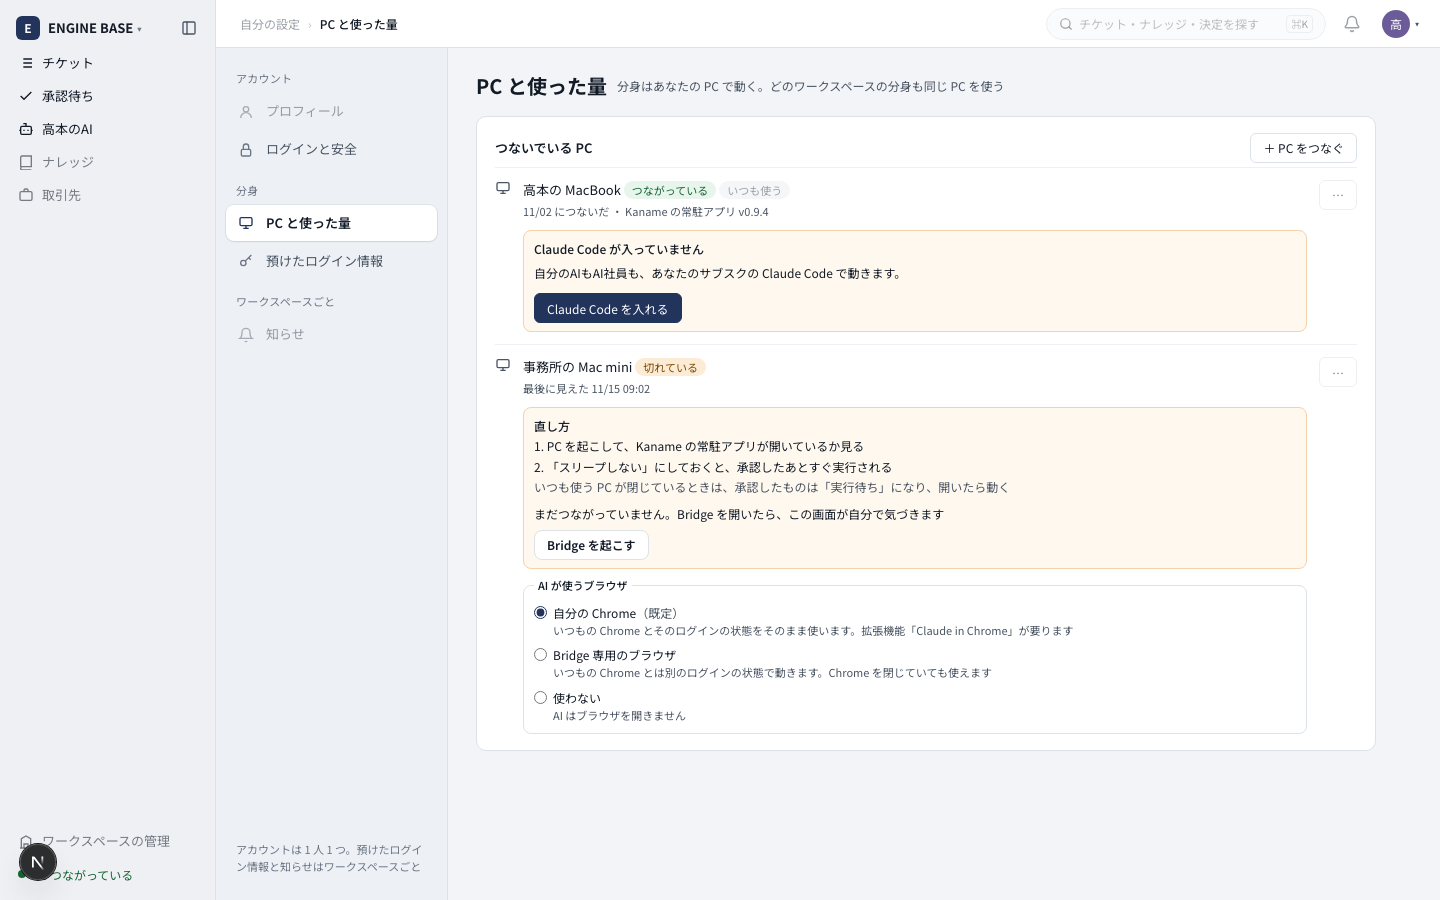 E ENGINE BASE
チケット
承認待ち
高本のAI
ナレッジ
取引先
ワークスペースの管理
N
つながっている
自分の設定 › PC と使った量
チケット・ナレッジ・決定を探す ⌘K
高
アカウント
プロフィール
ログインと安全
分身
PC と使った量
預けたログイン情報
ワークスペースごと
知らせ
アカウントは 1 人 1 つ。預けたログイ
ン情報と知らせはワークスペースごと
PC と使った量 分身はあなたの PC で動く。どのワークスペースの分身も同じ PC を使う
つないでいる PC
＋ PC をつなぐ
高本の MacBook つながっている いつも使う
…
11/02 につないだ ・ Kaname の常駐アプリ v0.9.4
Claude Code が入っていません
自分のAIもAI社員も、あなたのサブスクの Claude Code で動きます。
Claude Code を入れる
事務所の Mac mini 切れている
…
最後に見えた 11/15 09:02
直し方
1. PC を起こして、Kaname の常駐アプリが開いているか見る
2. 「スリープしない」にしておくと、承認したあとすぐ実行される
いつも使う PC が閉じているときは、承認したものは「実行待ち」になり、開いたら動く
まだつながっていません。Bridge を開いたら、この画面が自分で気づきます
Bridge を起こす
AI が使うブラウザ
自分の Chrome（既定）
いつもの Chrome とそのログインの状態をそのまま使います。拡張機能「Claude in Chrome」が要ります
Bridge 専用のブラウザ
いつもの Chrome とは別のログインの状態で動きます。Chrome を閉じていても使えます
使わない
AI はブラウザを開きません